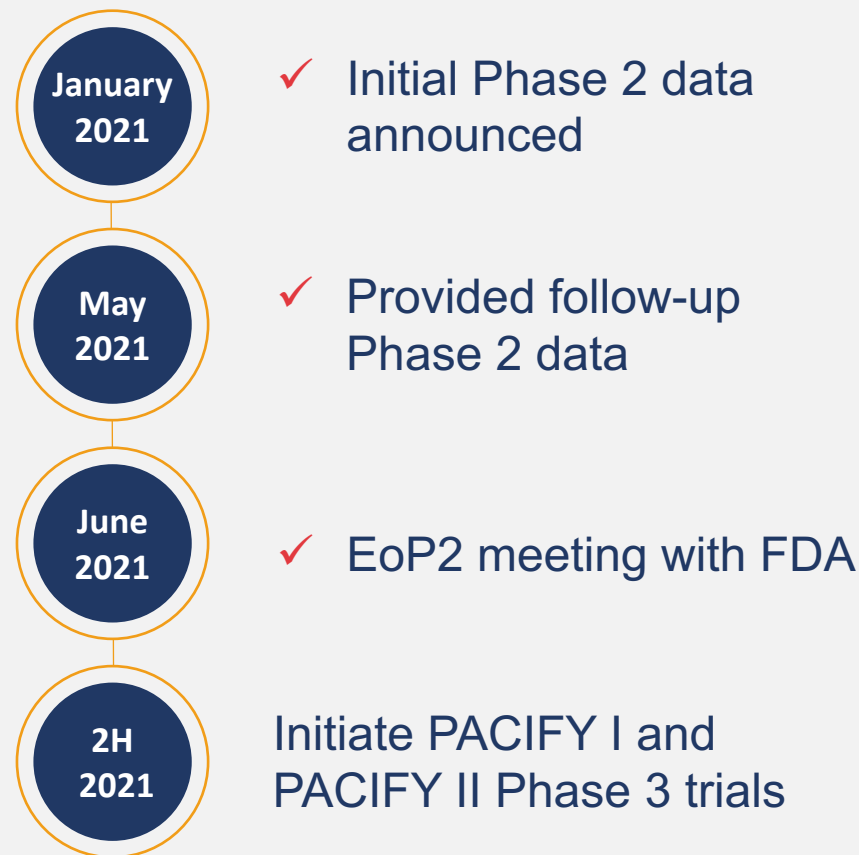 January
2021
✓ Initial Phase 2 data
announced
May
2021
✓ Provided follow-up
Phase 2 data
June
2021
✓ EoP2 meeting with FDA
2H
2021
Initiate PACIFY I and
PACIFY II Phase 3 trials